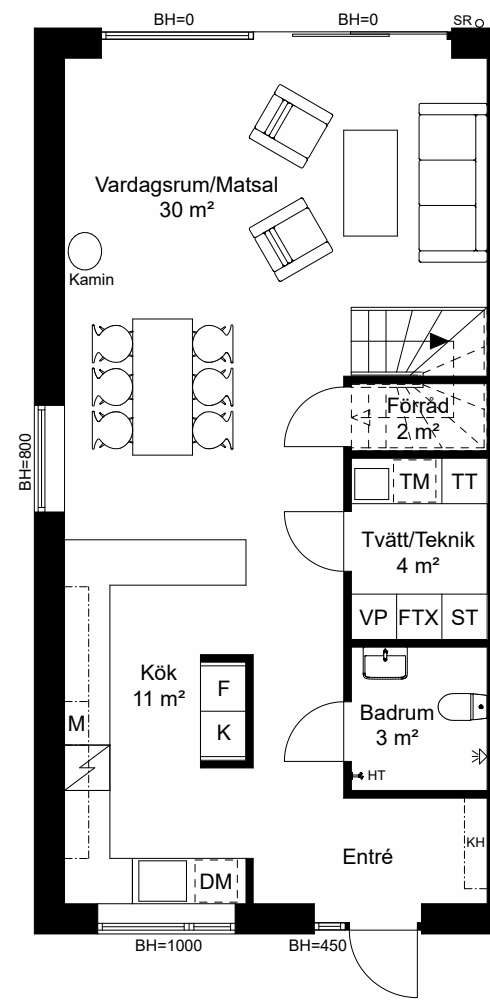 BH=0
BH=0
SR
Vardagsrum/Matsal
30 m²
Kamin
Förråd
2 m²
BH=800
TM
TT
Tvätt/Teknik
4 m²
VP
FTX
ST
Kök
11 m²
F
K
M
Badrum
3 m²
HT
KH
Entré
DM
BH=1000
BH=450